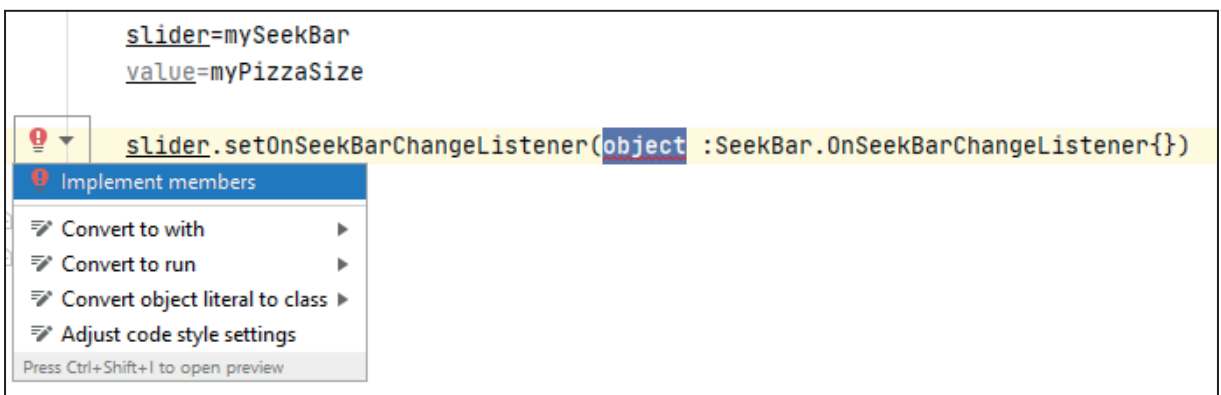 slider=mySeekBar
value=myPizzaSize
slider.setOnSeekBarChangeListener(object :SeekBar.OnSeekBarChangeListener{})
Implement members
Convert to with
Convert to run
Convert object literal to class
Adjust code style settings
Press Ctrl+Shift+I to open preview